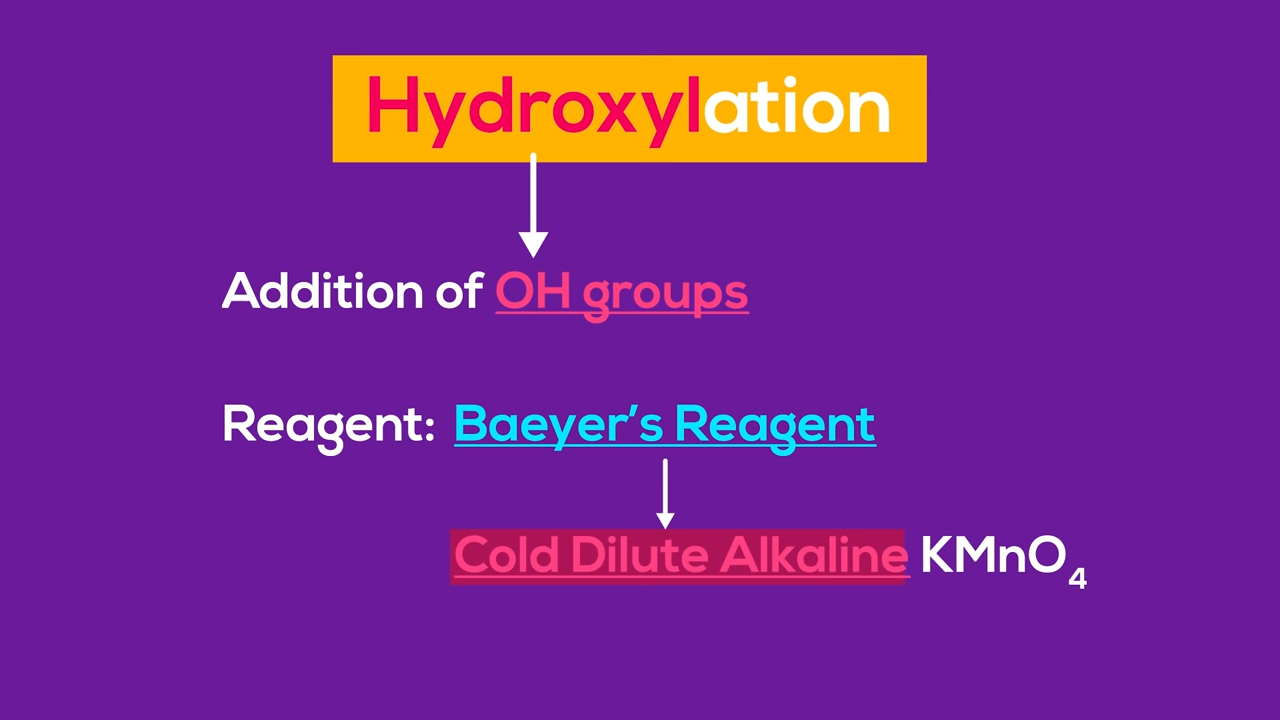 Hydroxylation
Addition of OH groups
Reagent: Baeyer’s Reagent
Cold Dilute Alkaline KMnO₄